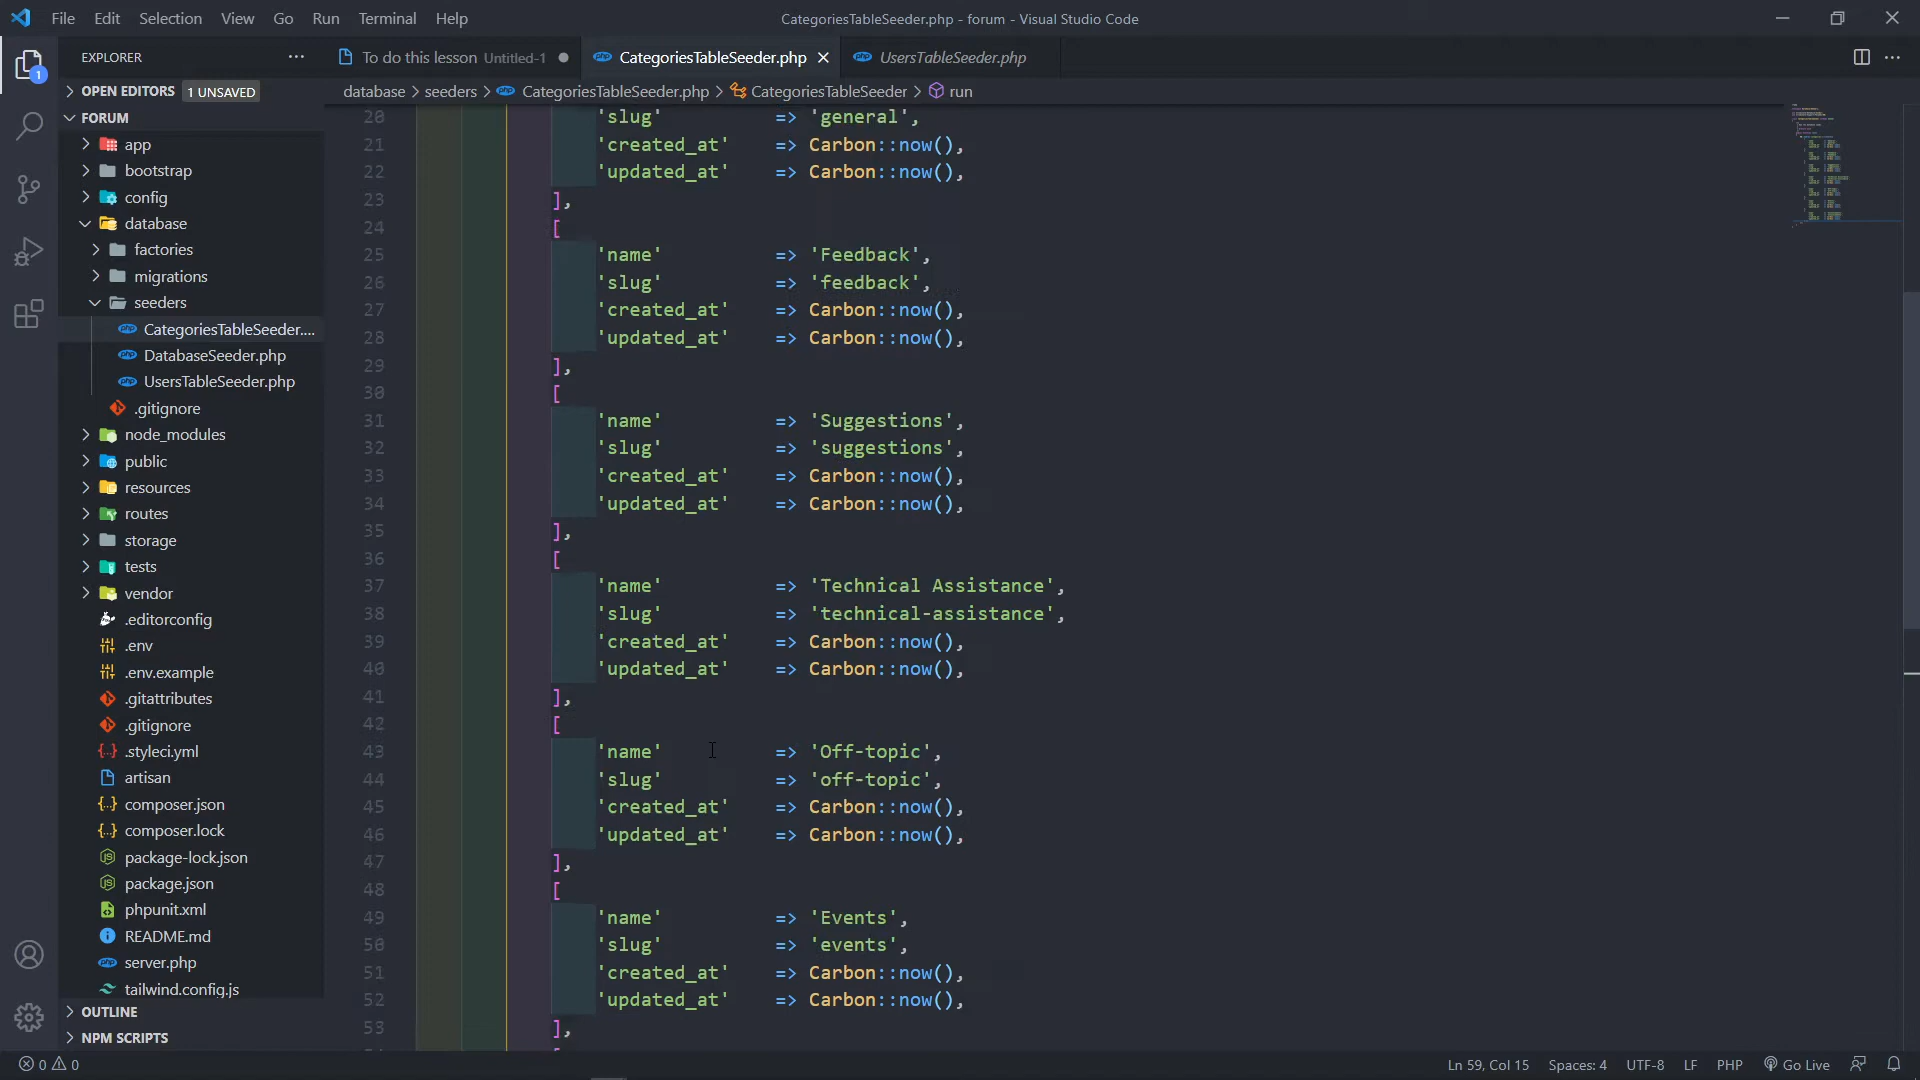 File Edit Selection View Go Run Terminal Help
CategoriesTableSeeder.php - forum - Visual Studio Code
EXPLORER
To do this lesson Untitled-1
CategoriesTableSeeder.php
UsersTableSeeder.php
OPEN EDITORS 1 UNSAVED
database > seeders > CategoriesTableSeeder.php > CategoriesTableSeeder > run
1
FORUM
app
bootstrap
config
database
factories
migrations
seeders
CategoriesTableSeeder....
DatabaseSeeder.php
UsersTableSeeder.php
.gitignore
node_modules
public
resources
routes
storage
tests
vendor
.editorconfig
.env
.env.example
.gitattributes
.gitignore
.styleci.yml
artisan
composer.json
composer.lock
package-lock.json
package.json
phpunit.xml
README.md
server.php
tailwind.config.js
OUTLINE
NPM SCRIPTS
20 'slug' => 'general',
21 'created_at' => Carbon::now(),
22 'updated_at' => Carbon::now(),
23 ],
24 [
25 'name' => 'Feedback',
26 'slug' => 'feedback',
27 'created_at' => Carbon::now(),
28 'updated_at' => Carbon::now(),
29 ],
30 [
31 'name' => 'Suggestions',
32 'slug' => 'suggestions',
33 'created_at' => Carbon::now(),
34 'updated_at' => Carbon::now(),
35 ],
36 [
37 'name' => 'Technical Assistance',
38 'slug' => 'technical-assistance',
39 'created_at' => Carbon::now(),
40 'updated_at' => Carbon::now(),
41 ],
42 [
43 'name' => 'Off-topic',
44 'slug' => 'off-topic',
45 'created_at' => Carbon::now(),
46 'updated_at' => Carbon::now(),
47 ],
48 [
49 'name' => 'Events',
50 'slug' => 'events',
51 'created_at' => Carbon::now(),
52 'updated_at' => Carbon::now(),
53 ],
0 0
Ln 59, Col 15 Spaces: 4 UTF-8 LF PHP Go Live